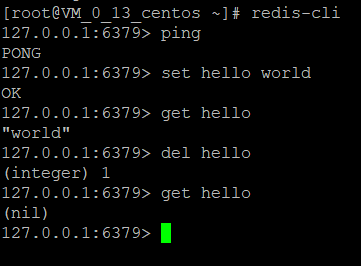 [root@VM_0_13_centos ~]# redis-cli
127.0.0.1:6379> ping
PONG
127.0.0.1:6379> set hello world
OK
127.0.0.1:6379> get hello
"world"
127.0.0.1:6379> del hello
(integer) 1
127.0.0.1:6379> get hello
(nil)
127.0.0.1:6379>